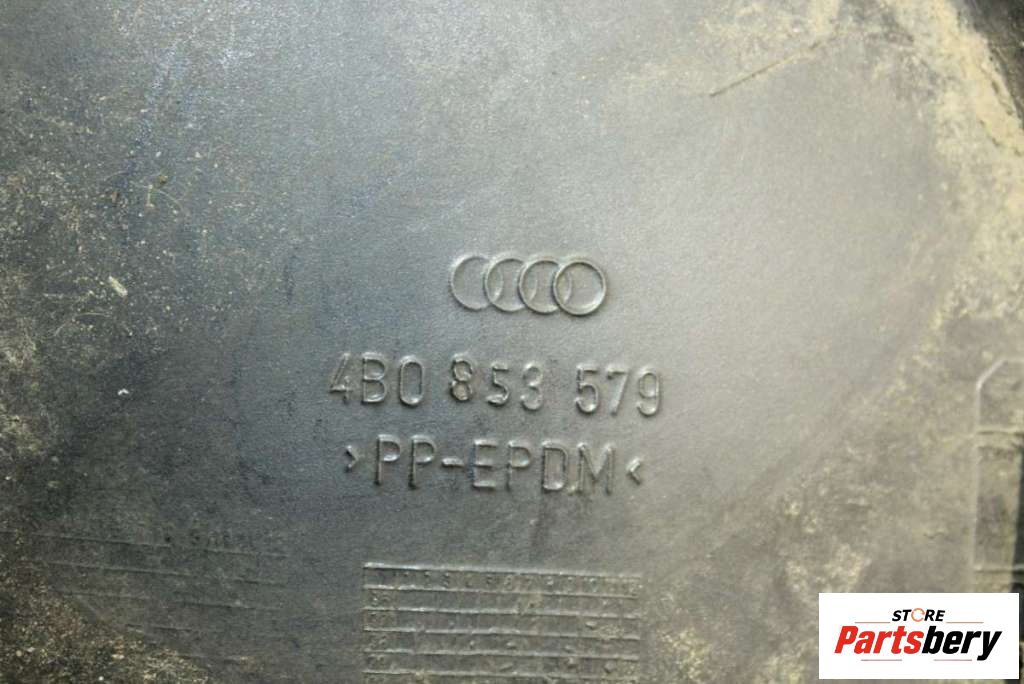 4B0 853 579
>PP-EPDM<
STORE
Partsbery